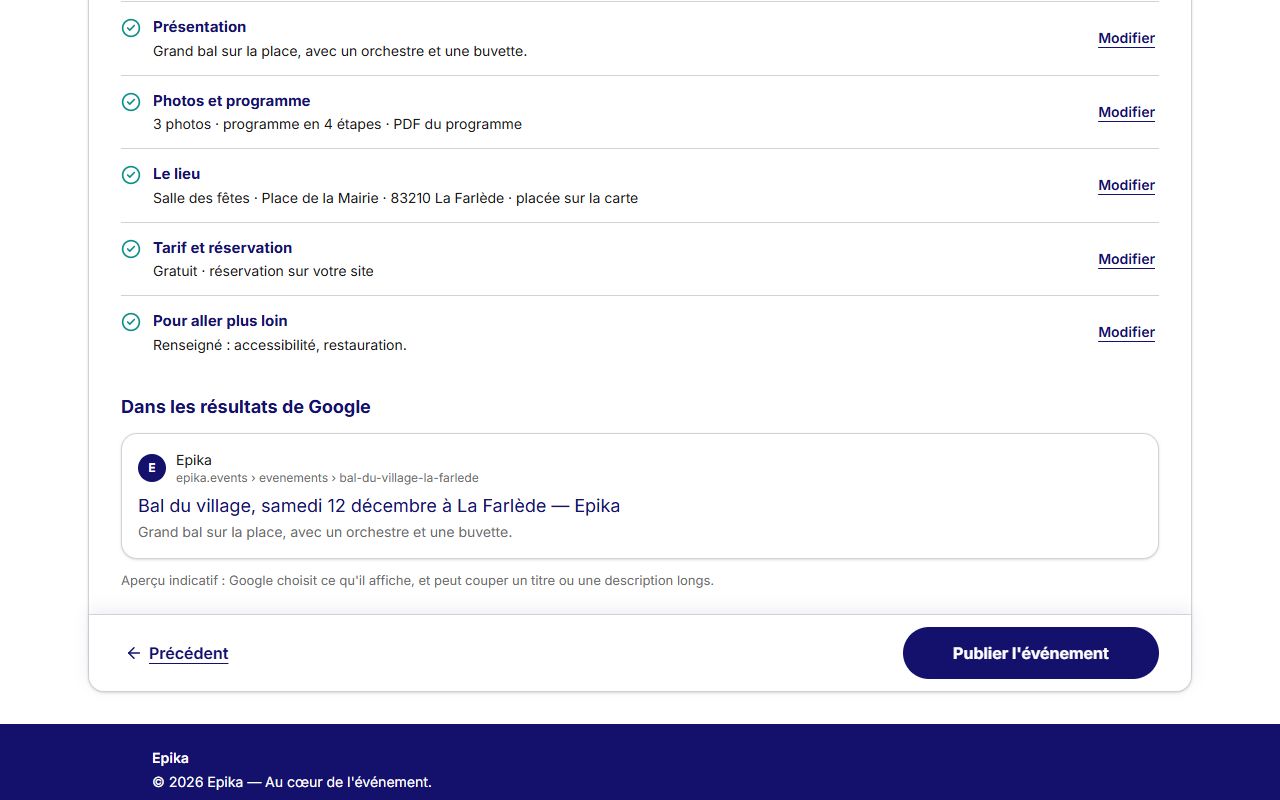 Présentation
Grand bal sur la place, avec un orchestre et une buvette.
Modifier
Photos et programme
3 photos · programme en 4 étapes · PDF du programme
Modifier
Le lieu
Salle des fêtes · Place de la Mairie · 83210 La Farlède · placée sur la carte
Modifier
Tarif et réservation
Gratuit · réservation sur votre site
Modifier
Pour aller plus loin
Renseigné : accessibilité, restauration.
Modifier
Dans les résultats de Google
E
Epika
epika.events › evenements › bal-du-village-la-farlede
Bal du village, samedi 12 décembre à La Farlède — Epika
Grand bal sur la place, avec un orchestre et une buvette.
Aperçu indicatif : Google choisit ce qu'il affiche, et peut couper un titre ou une description longs.
← Précédent
Publier l'événement
Epika
© 2026 Epika — Au cœur de l'événement.